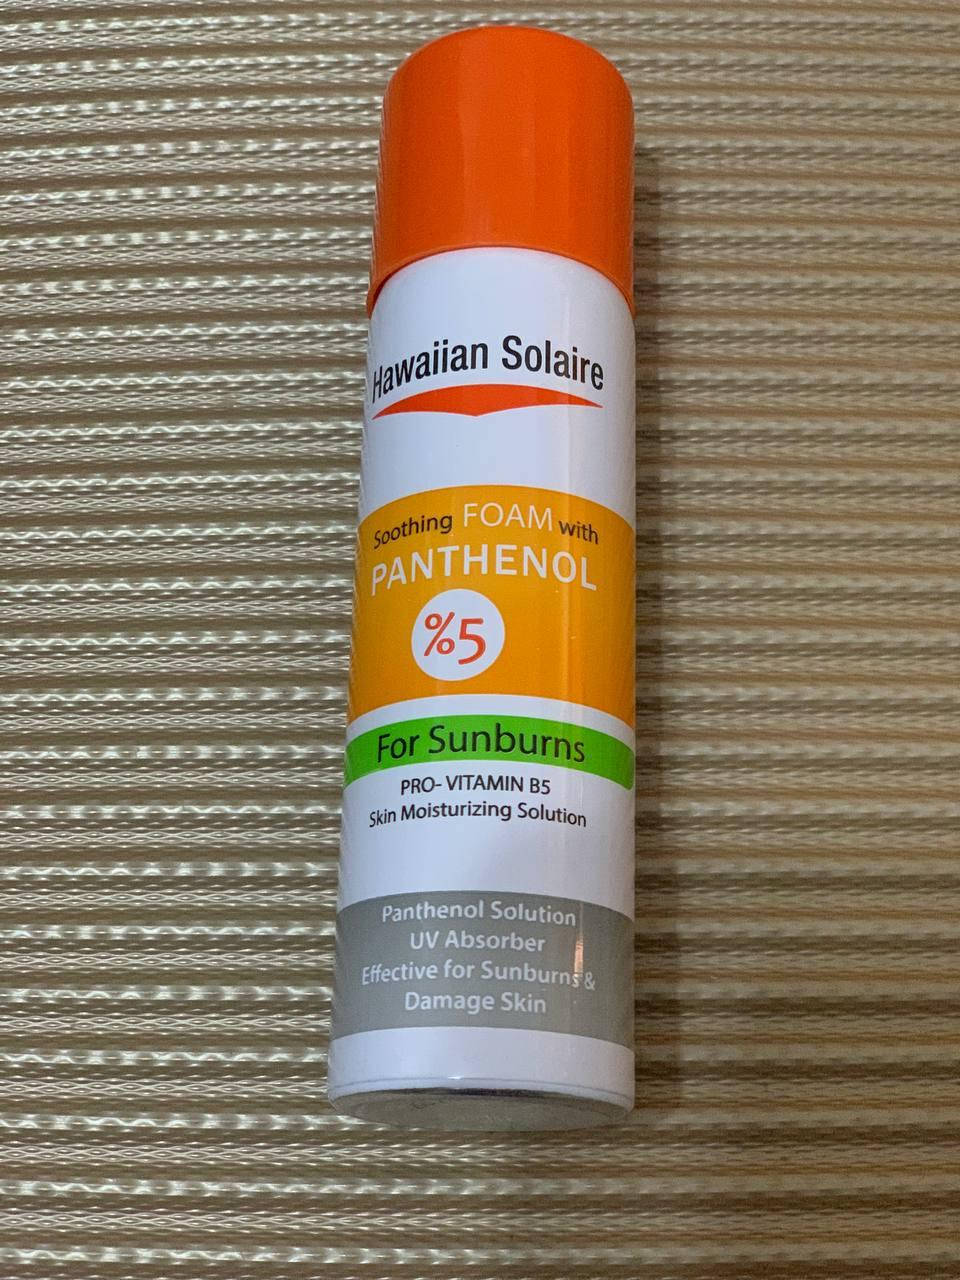 Hawaiian Solaire
Soothing FOAM with
PANTHENOL
%5
For Sunburns
PRO- VITAMIN B5
Skin Moisturizing Solution
Panthenol Solution
UV Absorber
Effective for Sunburns &
Damage Skin